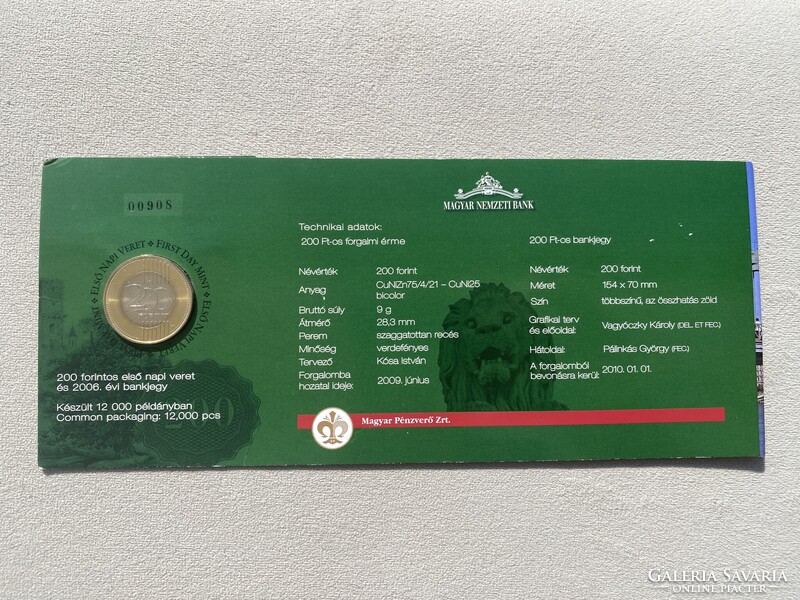 00908
ELSŐ NAPI VERET ✦ FIRST DAY MINT ✦ ELSŐ NAPI VERET
MAGYAR NEMZETI BANK
Technikai adatok:
200 Ft-os forgalmi érme
Névérték 200 forint
Anyag CuNiZn75/4/21 – CuNi25
bicolor
Bruttó súly 9 g
Átmérő 28,3 mm
Perem szaggatottan recés
Minőség verdefényes
Tervező Kósa István
Forgalomba
hozatal ideje: 2009. június
200 Ft-os bankjegy
Névérték 200 forint
Méret 154 x 70 mm
Szín többszínű, az összhatás zöld
Grafikai terv
és előoldal: Vagyóczky Károly (DEL. ET FEC.)
Hátoldal: Pálinkás György (FEC.)
A forgalomból
bevonásra kerül: 2010. 01. 01.
200 forintos első napi veret
és 2006. évi bankjegy
Készült 12 000 példányban
Common packaging: 12,000 pcs
Magyar Pénzverő Zrt.
GALERIA SAVARIA
ONLINE PIACTÉR